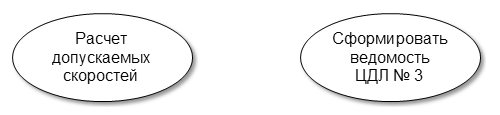 Расчет
допускаемых
скоростей
Сформировать
ведомость
ЦДЛ № 3